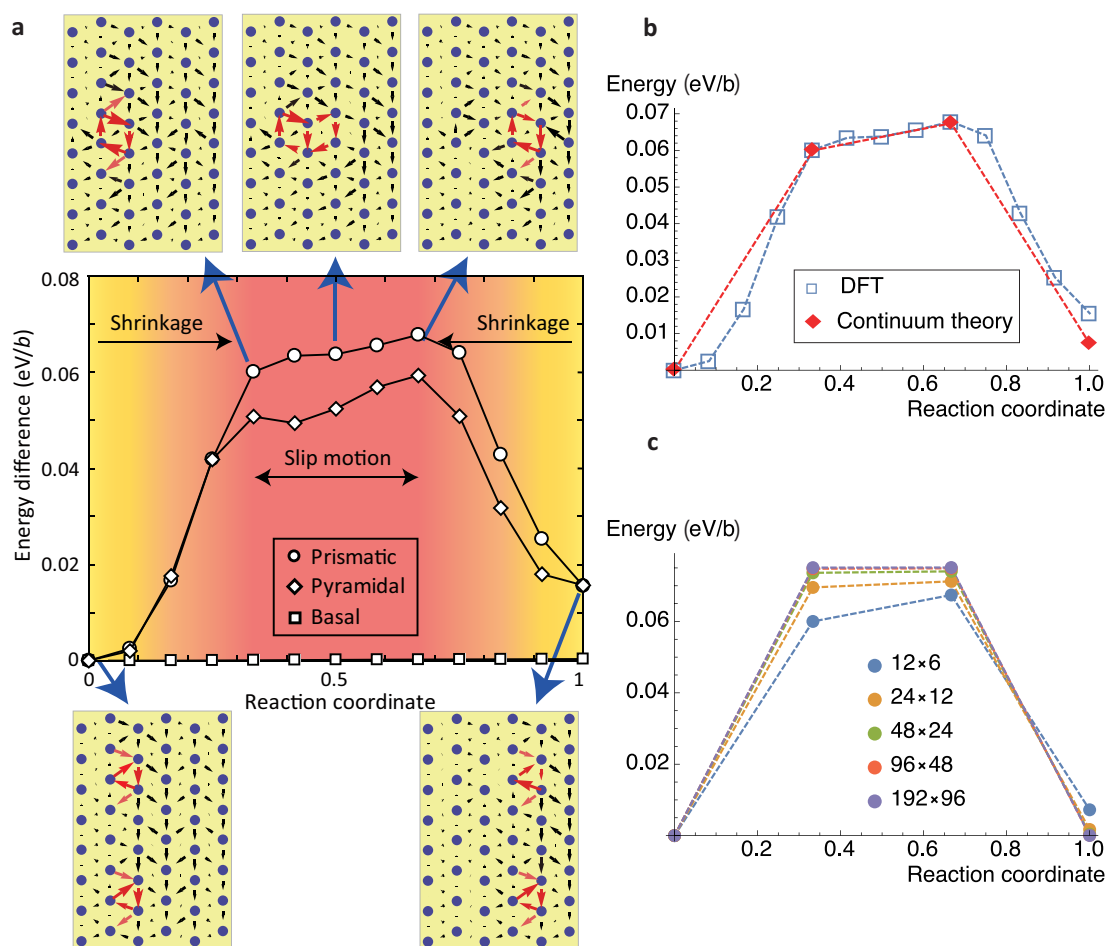 a
0.08
0.06
0.04
0.02
0
Energy difference (eV/b)
Shrinkage
Shrinkage
Slip motion
Prismatic
Pyramidal
Basal
0
0.5
1
Reaction coordinate
b
Energy (eV/b)
0.07
0.06
0.05
0.04
0.03
0.02
0.01
DFT
Continuum theory
0.2
0.4
0.6
0.8
1.0
Reaction coordinate
c
Energy (eV/b)
0.06
0.04
0.02
12×6
24×12
48×24
96×48
192×96
0.2
0.4
0.6
0.8
1.0
Reaction coordinate